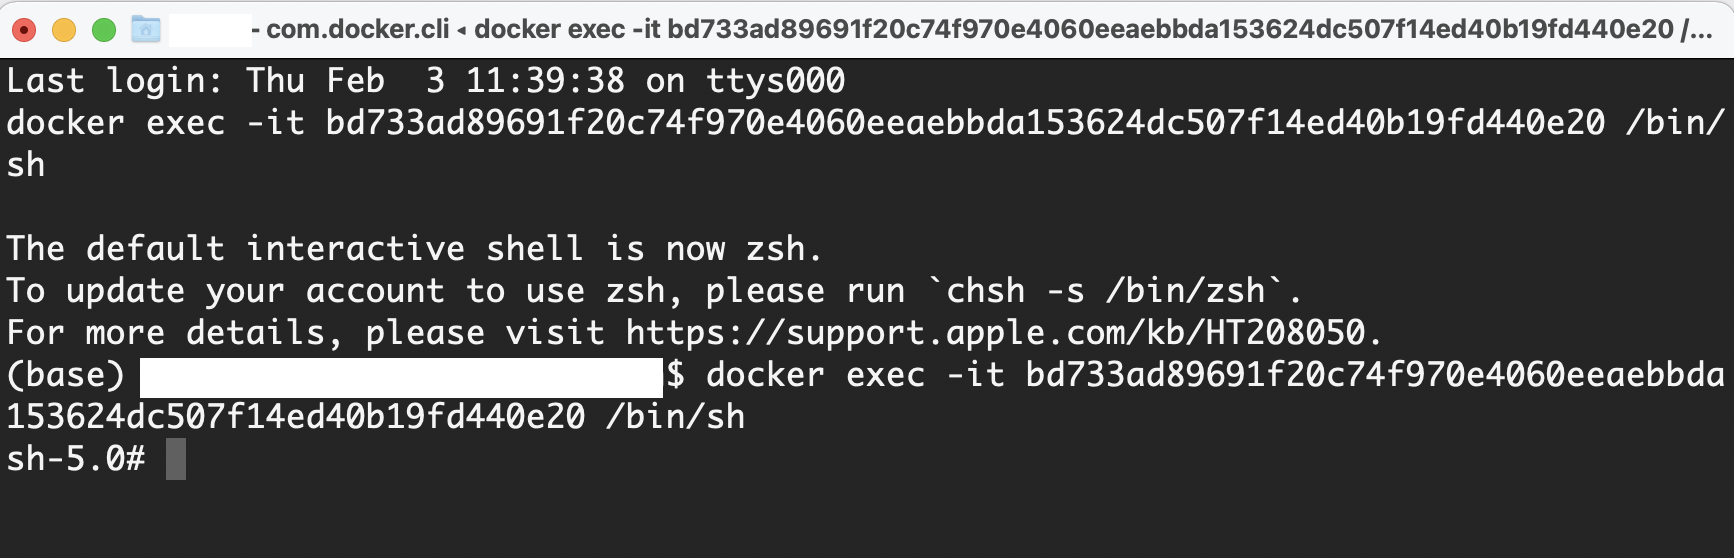 - com.docker.cli ◂ docker exec -it bd733ad89691f20c74f970e4060eeaebbda153624dc507f14ed40b19fd440e20 /...
Last login: Thu Feb  3 11:39:38 on ttys000
docker exec -it bd733ad89691f20c74f970e4060eeaebbda153624dc507f14ed40b19fd440e20 /bin/
sh
The default interactive shell is now zsh.
To update your account to use zsh, please run `chsh -s /bin/zsh`.
For more details, please visit https://support.apple.com/kb/HT208050.
(base) $ docker exec -it bd733ad89691f20c74f970e4060eeaebbda
153624dc507f14ed40b19fd440e20 /bin/sh
sh-5.0#